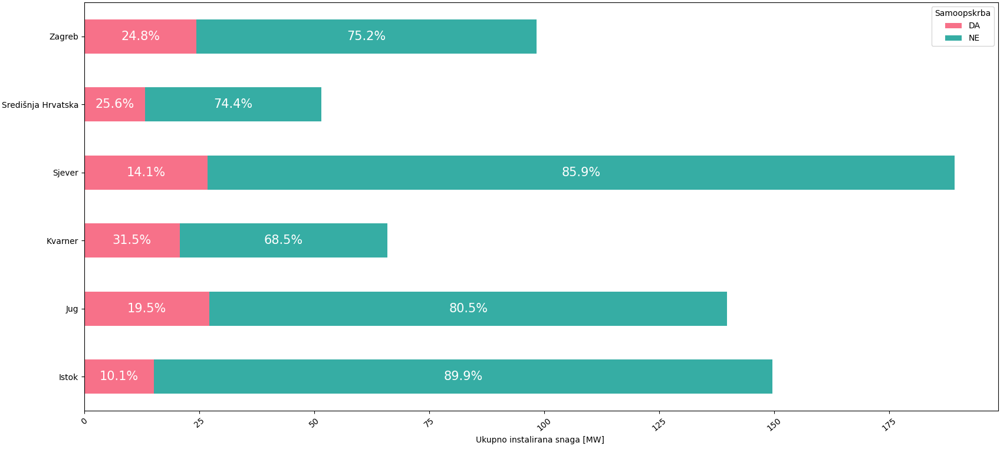 Samoopskrba
DA
NE
Zagreb 24.8% 75.2%
Središnja Hrvatska 25.6% 74.4%
Sjever 14.1% 85.9%
Kvarner 31.5% 68.5%
Jug 19.5% 80.5%
Istok 10.1% 89.9%
0 25 50 75 100 125 150 175
Ukupno instalirana snaga [MW]